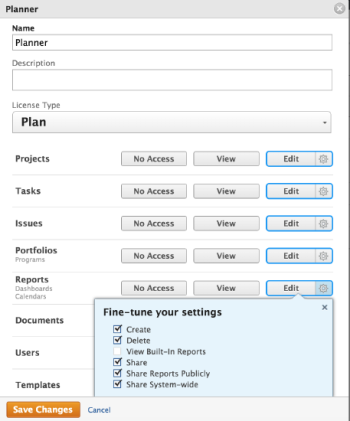 Planner
Name
Planner
Description
License Type
Plan
Projects No Access View Edit
Tasks No Access View Edit
Issues No Access View Edit
Portfolios No Access View Edit
Programs
Reports No Access View Edit
Dashboards
Calendars
Fine-tune your settings
Documents
Create
Delete
View Built-In Reports
Users
Share
Share Reports Publicly
Templates
Share System-wide
Save Changes Cancel